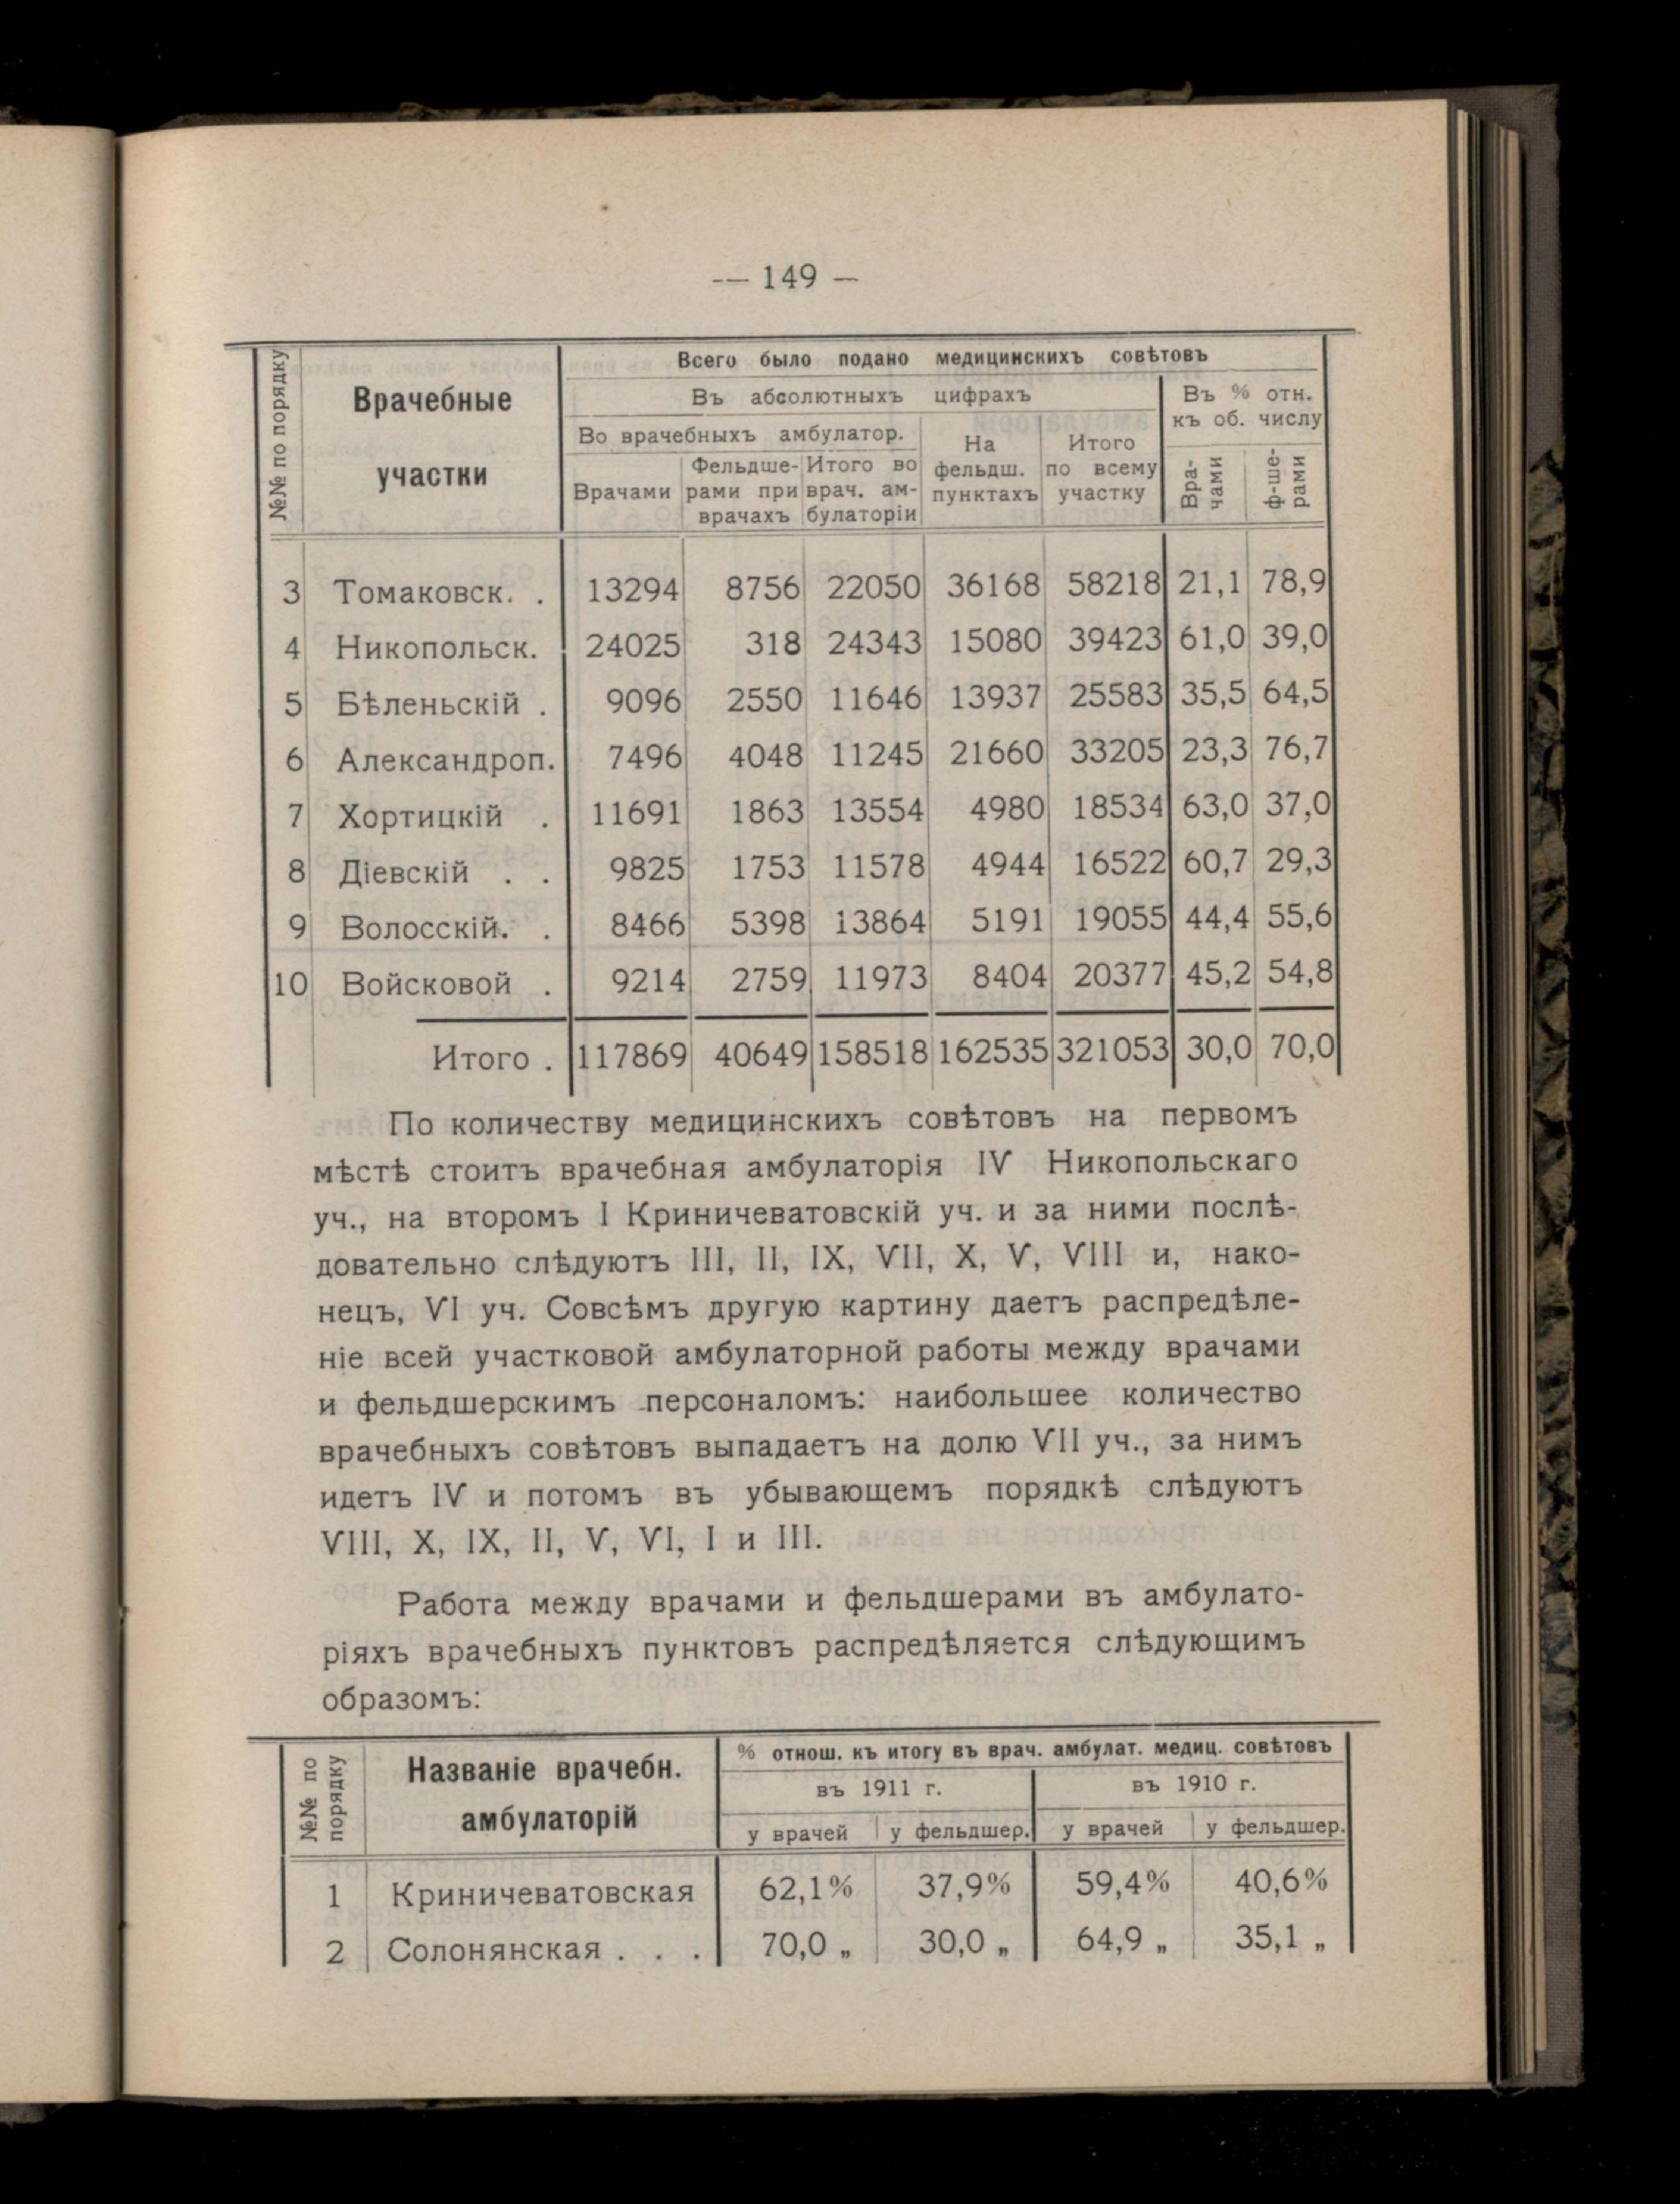 -— 149 —
№№ по порядку
Врачебные
участки
Всего было подано медицинскихъ совѣтовъ
Въ абсолютныхъ цифрахъ
Въ % отн.
къ об. числу
Во врачебныхъ амбулатор.
Врачами
Фельдше-
рами при
врачахъ
Итого во
врач. ам-
булаторіи
На
фельдш.
пунктахъ
Итого
по всему
участку
Вра-
чами
ф-ше-
рами
3 Томаковск. . 13294 8756 22050 36168 58218 21,1 78,9
4 Никопольск. 24025 318 24343 15080 39423 61,0 39,0
5 Бѣленьскій . 9096 2550 11646 13937 25583 35,5 64,5
6 Александроп. 7496 4048 11245 21660 33205 23,3 76,7
7 Хортицкій . 11691 1863 13554 4980 18534 63,0 37,0
8 Діевскій . . 9825 1753 11578 4944 16522 60,7 29,3
9 Волосскій. . 8466 5398 13864 5191 19055 44,4 55,6
10 Войсковой . 9214 2759 11973 8404 20377 45,2 54,8
Итого . 117869 40649 158518 162535 321053 30,0 70,0
По количеству медицинскихъ совѣтовъ на первомъ
мѣстѣ стоитъ врачебная амбулаторія IV Никопольскаго
уч., на второмъ I Криничеватовскій уч. и за ними послѣ-
довательно слѣдуютъ III, II, IX, VII, X, V, VIII и, нако-
нецъ, VI уч. Совсѣмъ другую картину даетъ распредѣле-
ніе всей участковой амбулаторной работы между врачами
и фельдшерскимъ персоналомъ: наибольшее количество
врачебныхъ совѣтовъ выпадаетъ на долю VII уч., за нимъ
идетъ IV и потомъ въ убывающемъ порядкѣ слѣдуютъ
VIII, X, IX, II, V, VI, I и III.
Работа между врачами и фельдшерами въ амбулато-
ріяхъ врачебныхъ пунктовъ распредѣляется слѣдующимъ
образомъ:
№№ по
порядку
Названіе врачебн.
амбулаторій
% отнош. къ итогу въ врач. амбулат. медиц. совѣтовъ
въ 1911 г. въ 1910 г.
у врачей у фельдшер. у врачей у фельдшер.
1 Криничеватовская 62,1% 37,9% 59,4% 40,6%
2 Солонянская . . . 70,0 „ 30,0 „ 64,9 „ 35,1 „